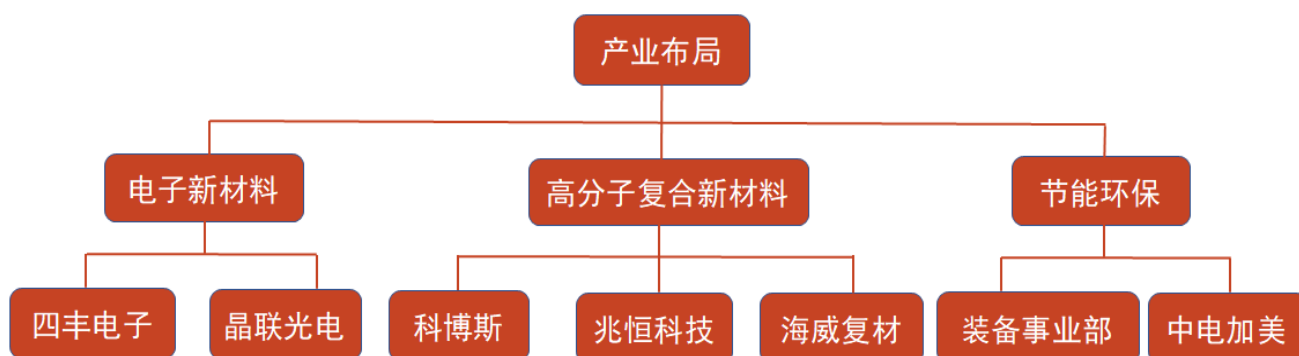 产业布局
电子新材料
高分子复合新材料
节能环保
四丰电子
晶联光电
科博斯
兆恒科技
海威复材
装备事业部
中电加美